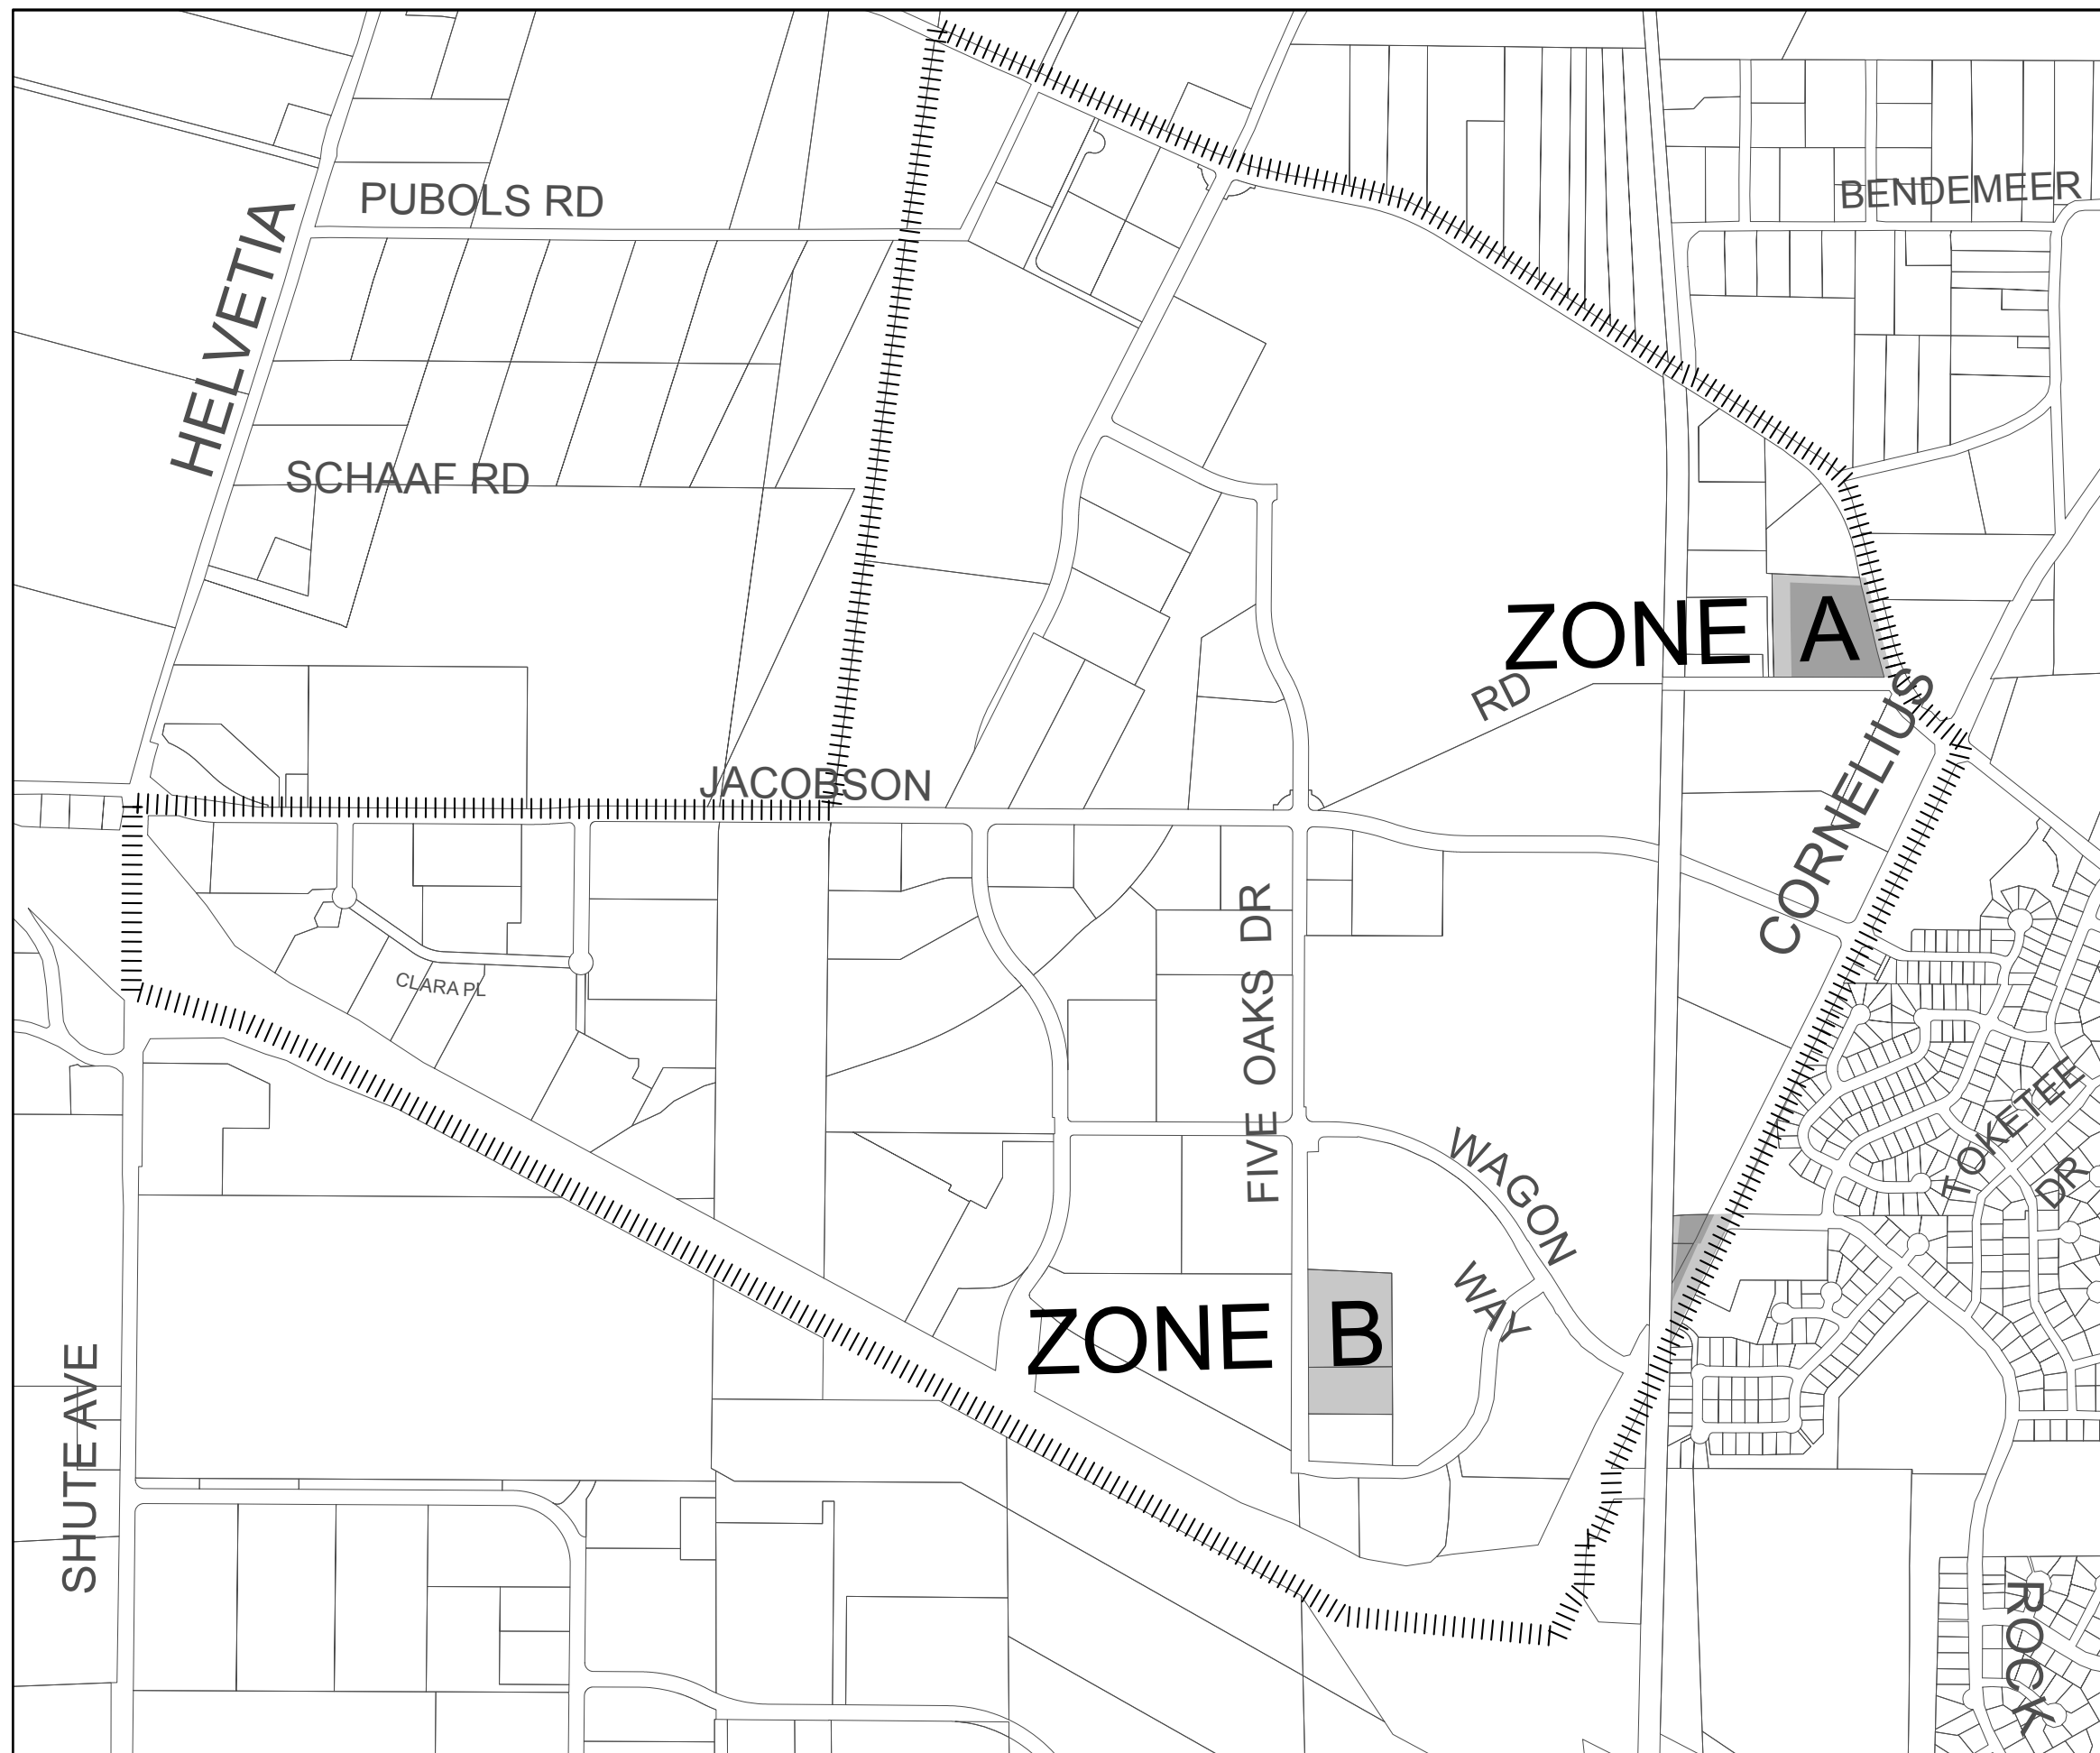 PUBOLS RD
BENDEMEER
HELVETIA
SCHAAF RD
ZONE A
RD
CORNELIUS
JACOBSON
CLARA PL
FIVE OAKS DR
WAGON
WAY
TOKETEE
DR
ZONE B
SHUTE AVE
ROCK